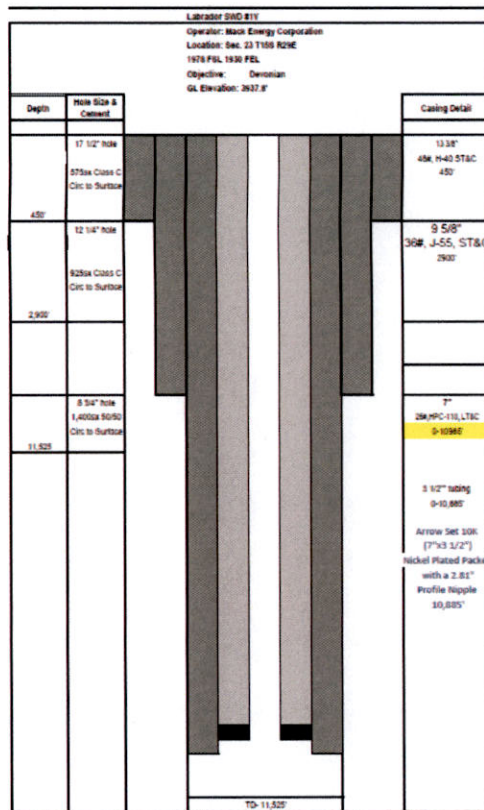 Labrador SWD #1Y
Operator: Mack Energy Corporation
Location: Sec. 23 T15S R29E
1978 FSL 1930 FEL
Objective: Devonian
GL Elevation: 3937.8'
Depth
Hole Size &
Cement
Casing Detail
17 1/2" hole
575sx Class C
Circ to Surface
450'
13 3/8"
48#, H-40 ST&C
450'
12 1/4" hole
925sx Class C
Circ to Surface
2,900'
9 5/8"
36#, J-55, ST&C
2900'
8 3/4" hole
1,400sx 50/50
Circ to Surface
11,525
7"
26#,HPC-110, LT&C
0-10985'
3 1/2" tubing
0-10,885'
Arrow Set 10K
(7"x3 1/2")
Nickel Plated Packe
with a 2.81"
Profile Nipple
10,885'
TD- 11,525'